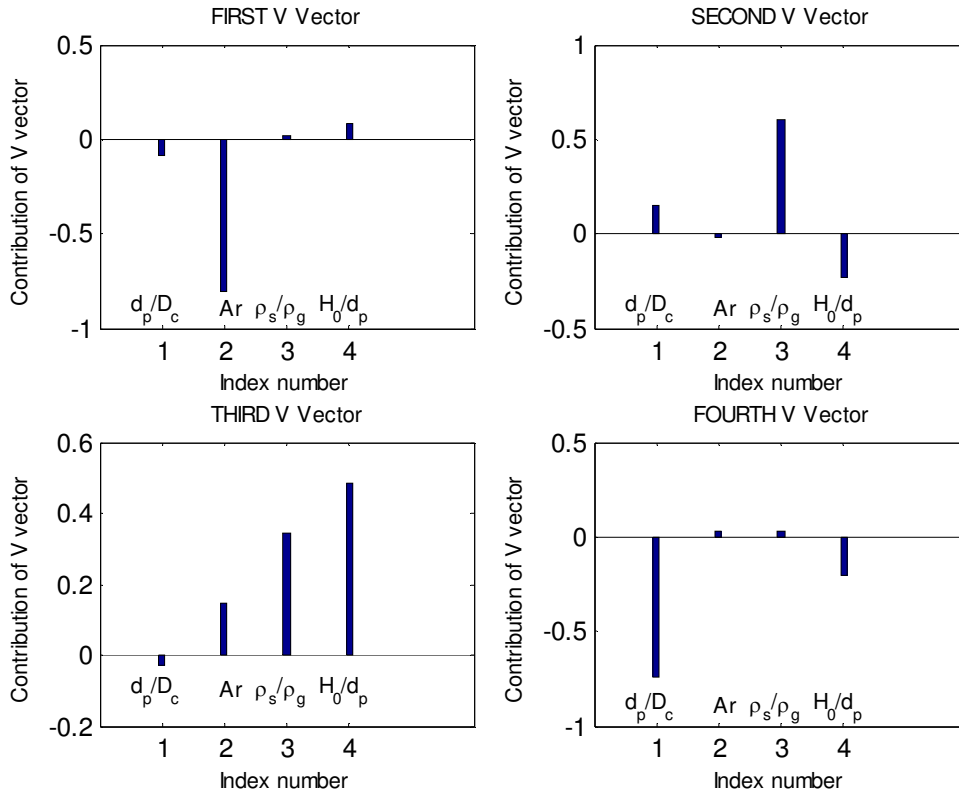 FIRST V Vector
Contribution of V vector
0.5
0
-0.5
-1
d_p/D_c Ar ρ_s/ρ_g H_0/d_p
1 2 3 4
Index number
SECOND V Vector
Contribution of V vector
1
0.5
0
-0.5
d_p/D_c Ar ρ_s/ρ_g H_0/d_p
1 2 3 4
Index number
THIRD V Vector
Contribution of V vector
0.6
0.4
0.2
0
-0.2
d_p/D_c Ar ρ_s/ρ_g H_0/d_p
1 2 3 4
Index number
FOURTH V Vector
Contribution of V vector
0.5
0
-0.5
-1
d_p/D_c Ar ρ_s/ρ_g H_0/d_p
1 2 3 4
Index number